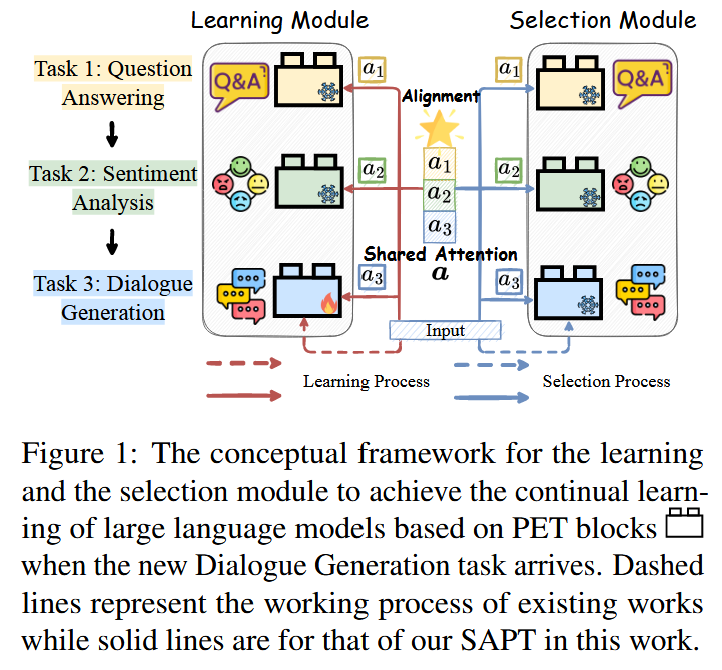 Learning Module
Selection Module
Task 1: Question
Answering
Task 2: Sentiment
Analysis
Task 3: Dialogue
Generation
Q&A
a1
a2
a3
Alignment
a1
a2
a3
Shared Attention
a
a1
a2
a3
Q&A
Input
Learning Process
Selection Process
Figure 1: The conceptual framework for the learning
and the selection module to achieve the continual learn-
ing of large language models based on PET blocks
when the new Dialogue Generation task arrives. Dashed
lines represent the working process of existing works
while solid lines are for that of our SAPT in this work.